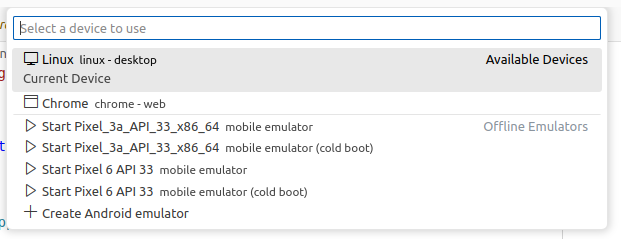 Select a device to use
Linux linux - desktop Available Devices
Current Device
Chrome chrome - web
Start Pixel_3a_API_33_x86_64 mobile emulator Offline Emulators
Start Pixel_3a_API_33_x86_64 mobile emulator (cold boot)
Start Pixel 6 API 33 mobile emulator
Start Pixel 6 API 33 mobile emulator (cold boot)
Create Android emulator